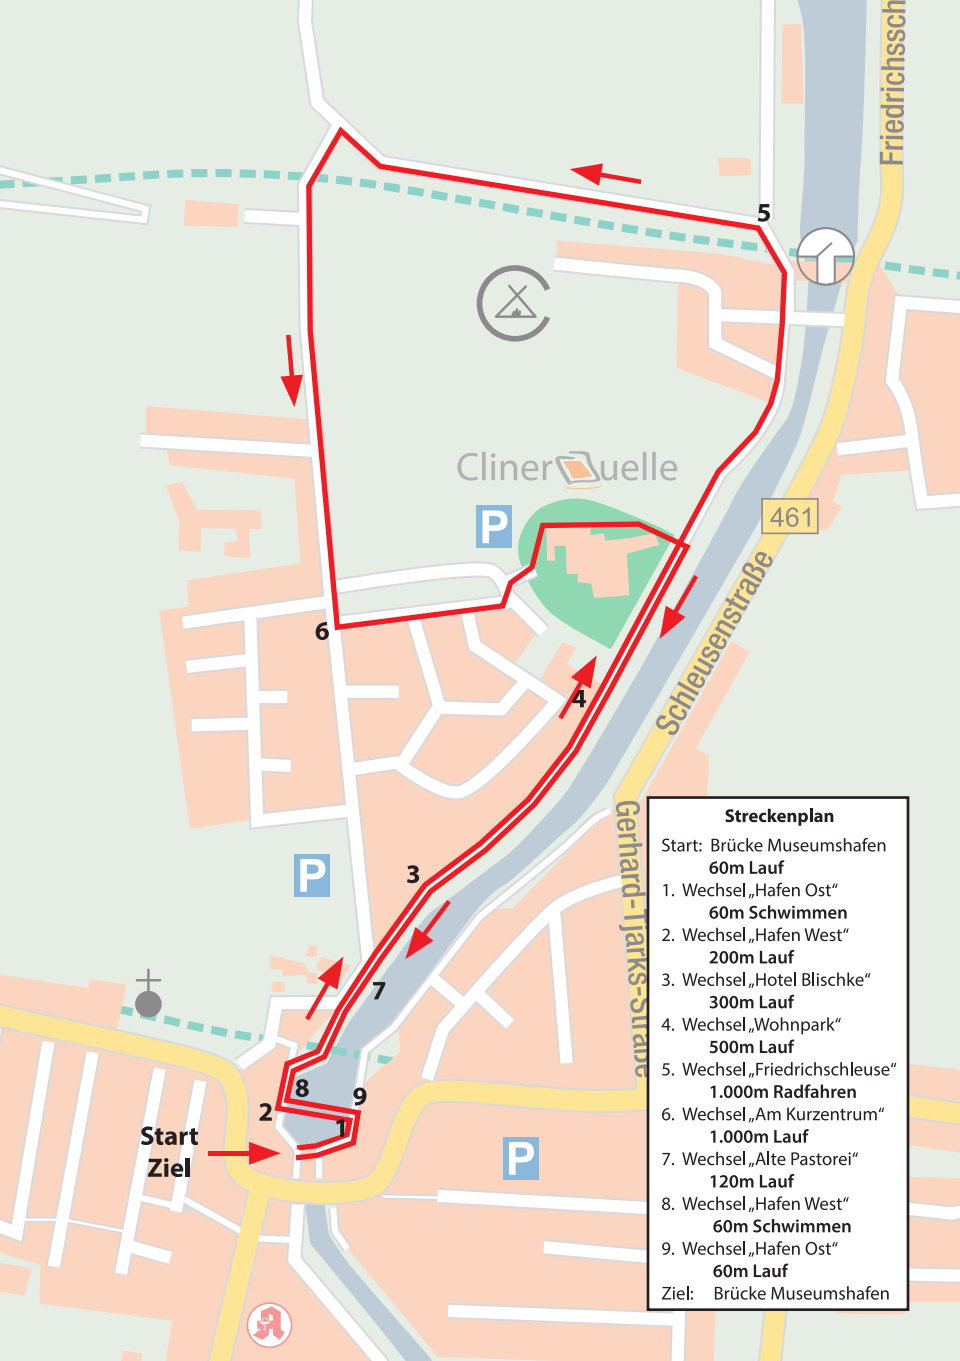 Friedrichssch
5
ClinerQuelle
P
461
6
Schleusenstraße
4
Gerhard-Tjarks-Straße
P
3
7
8
9
2
1
Start
Ziel
P
Streckenplan
Start: Brücke Museumshafen
60m Lauf
1. Wechsel „Hafen Ost“
60m Schwimmen
2. Wechsel „Hafen West“
200m Lauf
3. Wechsel „Hotel Blischke“
300m Lauf
4. Wechsel „Wohnpark“
500m Lauf
5. Wechsel „Friedrichschleuse“
1.000m Radfahren
6. Wechsel „Am Kurzentrum“
1.000m Lauf
7. Wechsel „Alte Pastorei“
120m Lauf
8. Wechsel „Hafen West“
60m Schwimmen
9. Wechsel „Hafen Ost“
60m Lauf
Ziel: Brücke Museumshafen